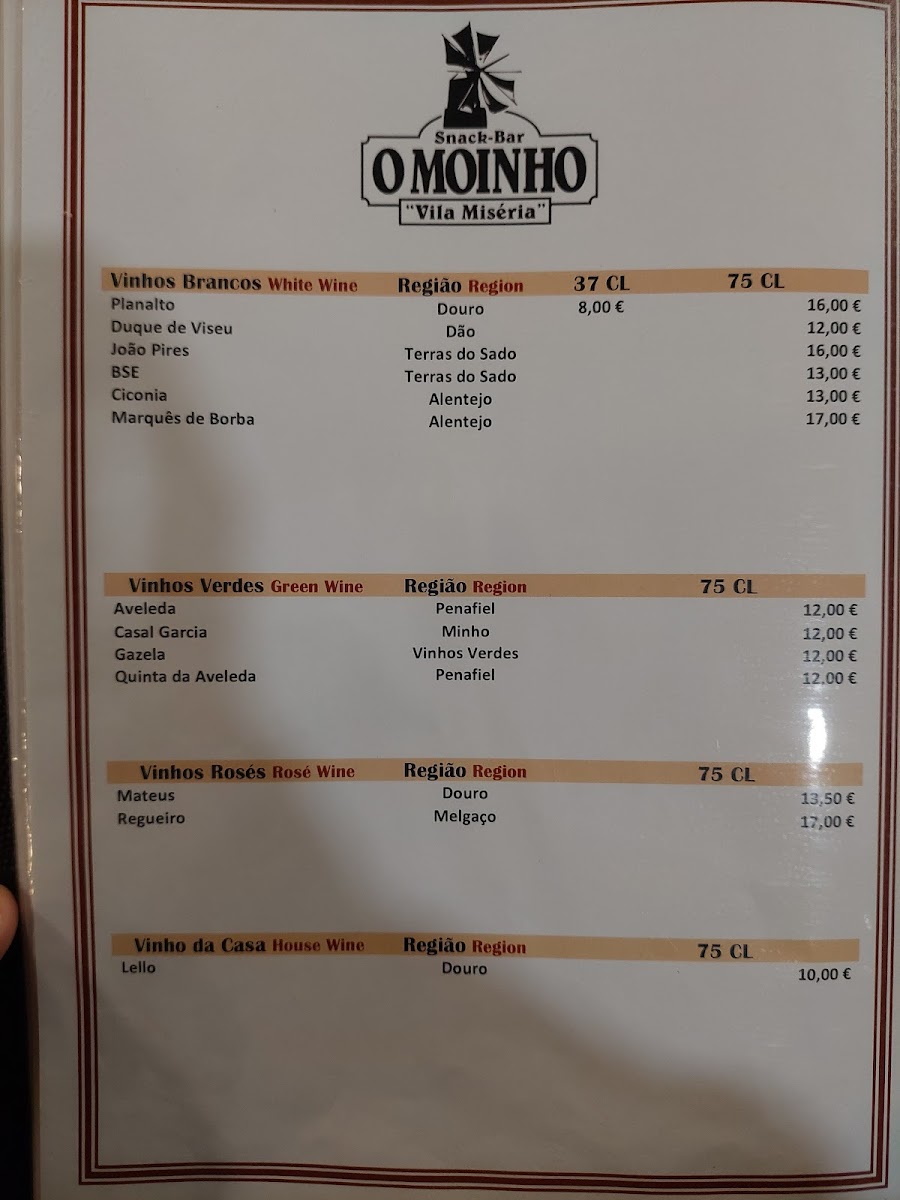 Snack-Bar
O MOINHO
"Vila Miséria"
Vinhos Brancos White Wine Região Region 37 CL 75 CL
Planalto Douro 8,00 € 16,00 €
Duque de Viseu Dão 12,00 €
João Pires Terras do Sado 16,00 €
BSE Terras do Sado 13,00 €
Ciconia Alentejo 13,00 €
Marquês de Borba Alentejo 17,00 €
Vinhos Verdes Green Wine Região Region 75 CL
Aveleda Penafiel 12,00 €
Casal Garcia Minho 12,00 €
Gazela Vinhos Verdes 12,00 €
Quinta da Aveleda Penafiel 12,00 €
Vinhos Rosés Rosé Wine Região Region 75 CL
Mateus Douro 13,50 €
Regueiro Melgaço 17,00 €
Vinho da Casa House Wine Região Region 75 CL
Lello Douro 10,00 €